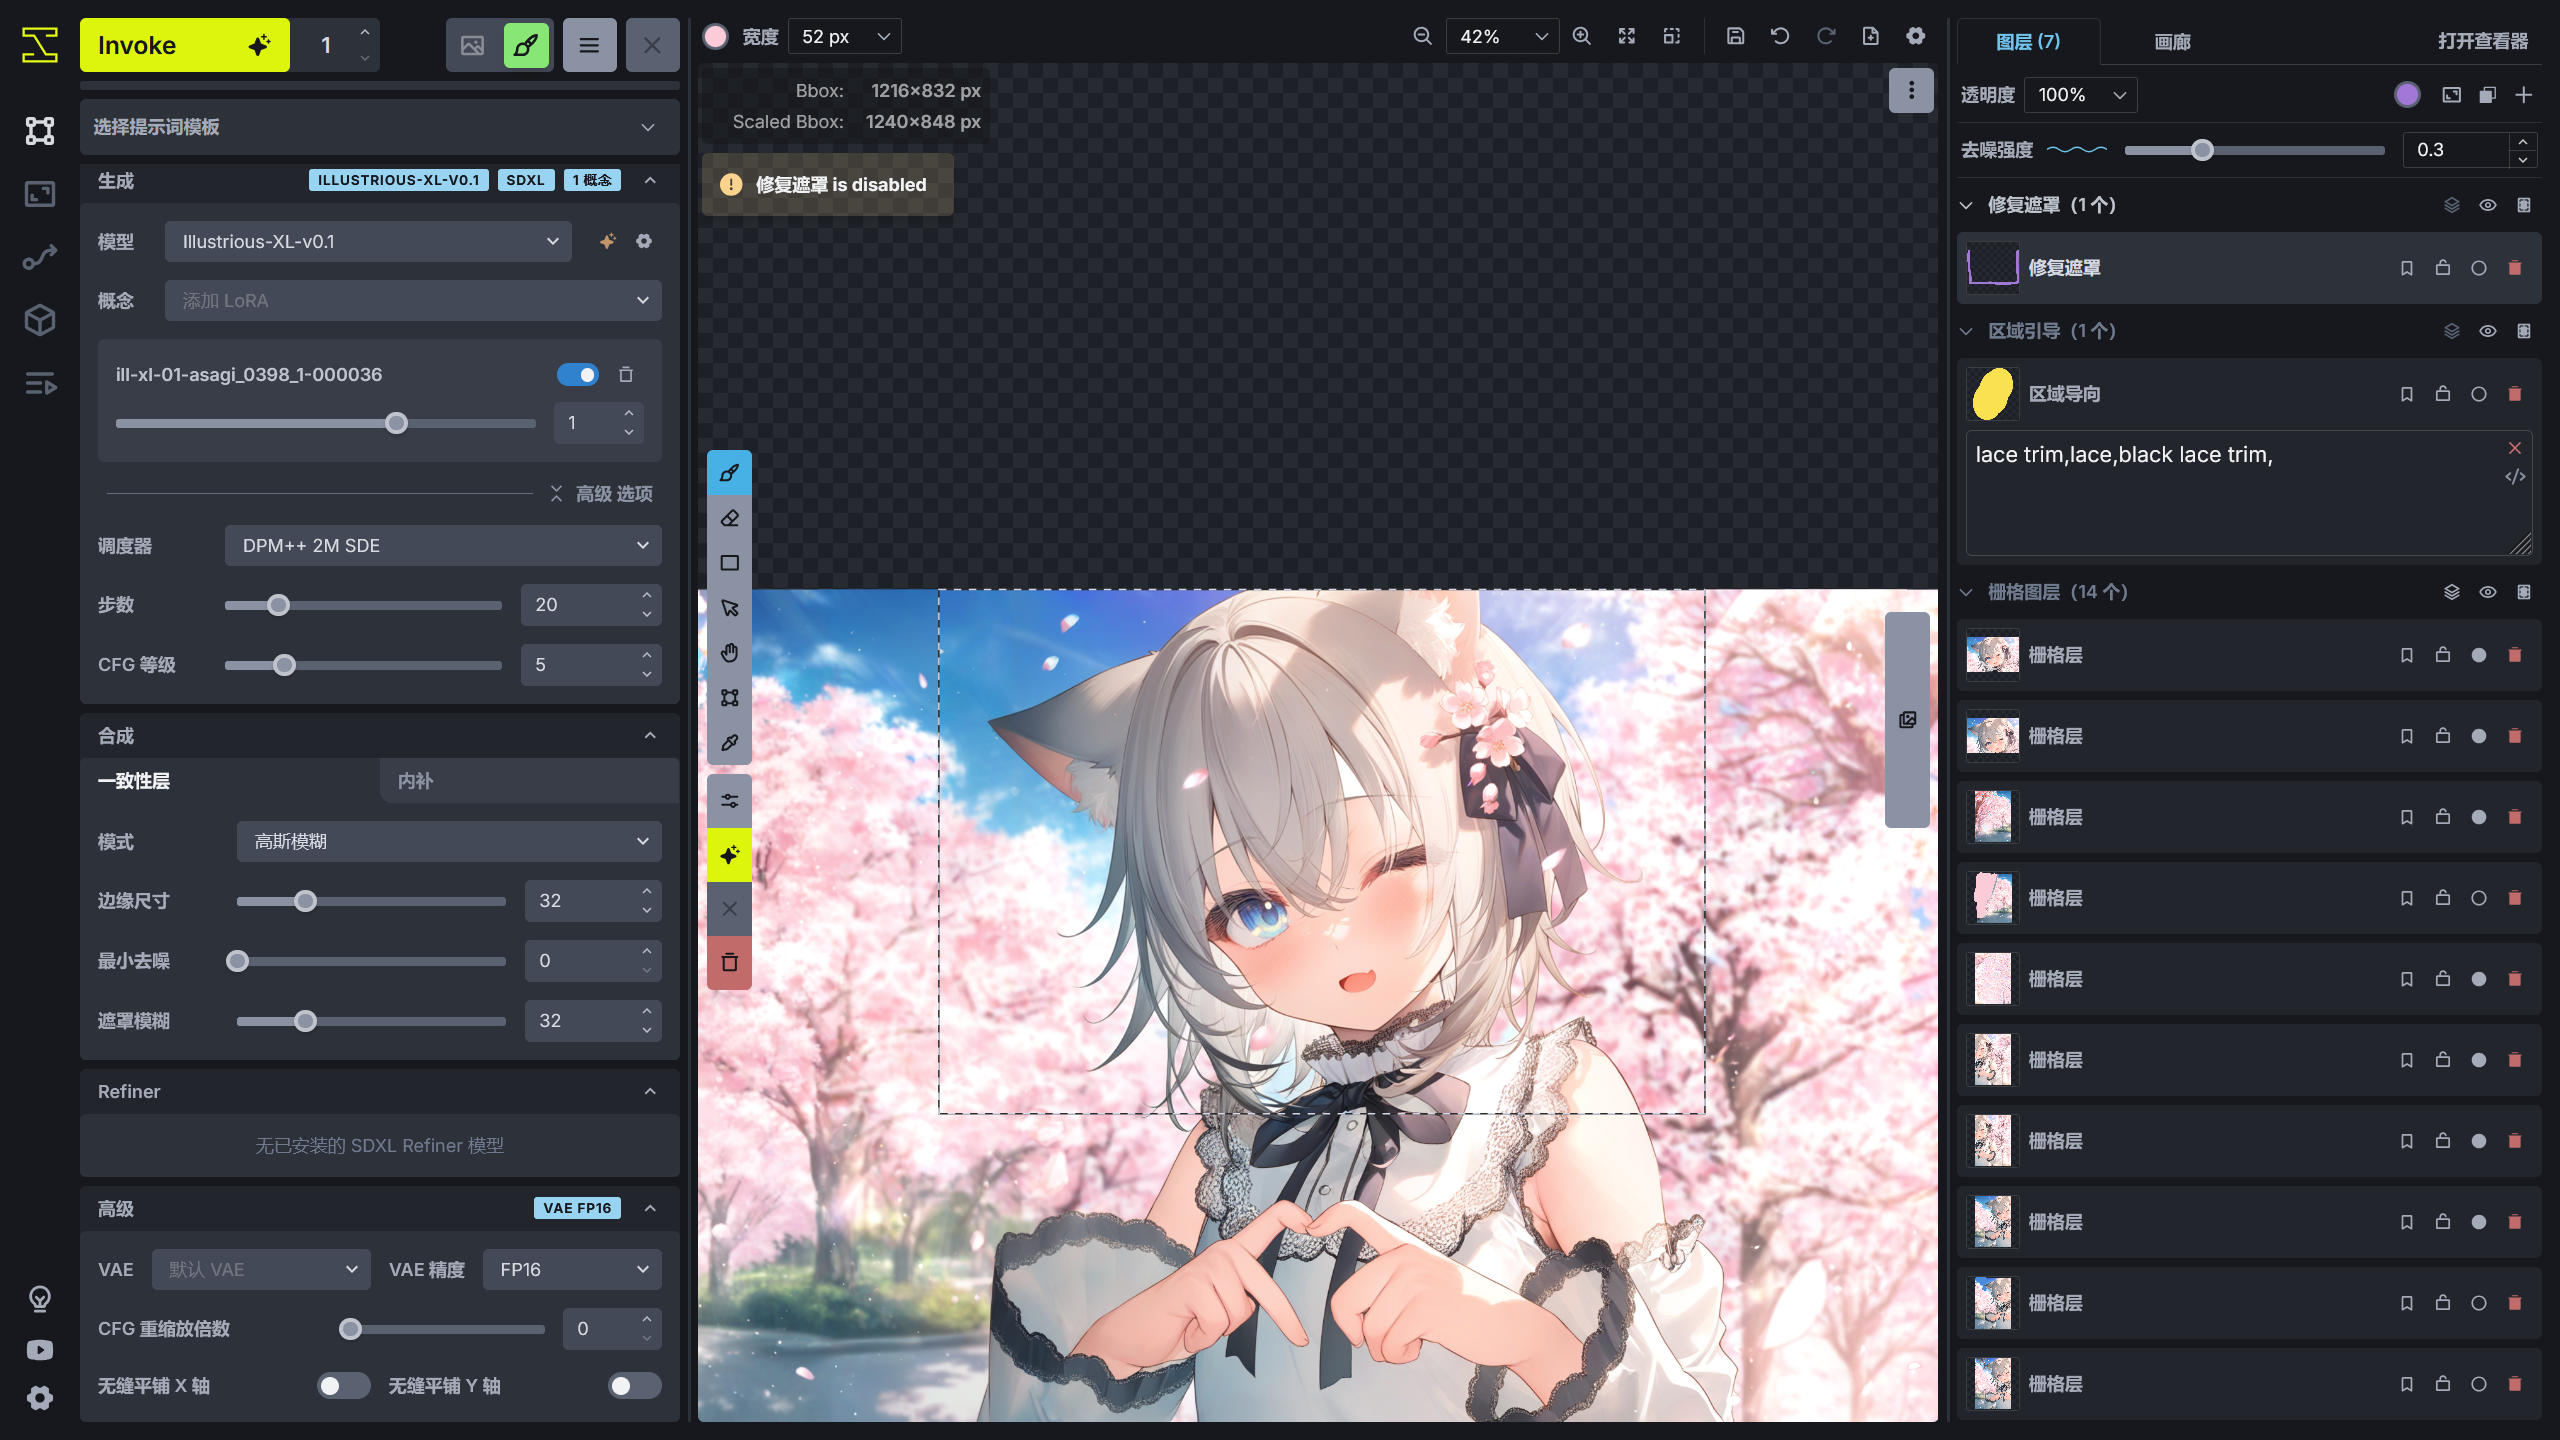 Invoke
1
选择提示词模板
生成
ILLUSTRIOUS-XL-V0.1
SDXL
1 概念
模型
Illustrious-XL-v0.1
概念
添加 LoRA
ill-xl-01-asagi_0398_1-000036
1
高级 选项
调度器
DPM++ 2M SDE
步数
20
CFG 等级
5
合成
一致性层
内补
模式
高斯模糊
边缘尺寸
32
最小去噪
0
遮罩模糊
32
Refiner
无已安装的 SDXL Refiner 模型
高级
VAE FP16
VAE
默认 VAE
VAE 精度
FP16
CFG 重缩放倍数
0
无缝平铺 X 轴
无缝平铺 Y 轴
宽度
52 px
42%
Bbox: 1216×832 px
Scaled Bbox: 1240×848 px
修复遮罩 is disabled
图层 (7)
画廊
打开查看器
透明度
100%
去噪强度
0.3
修复遮罩 (1 个)
修复遮罩
区域引导 (1 个)
区域导向
lace trim,lace,black lace trim,
栅格图层 (14 个)
栅格层
栅格层
栅格层
栅格层
栅格层
栅格层
栅格层
栅格层
栅格层
栅格层